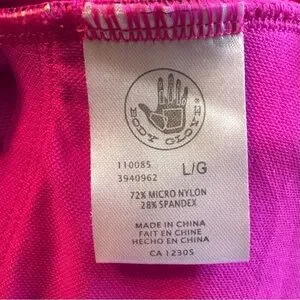 BODY GLOVE
110085
3940962
L/G
72% MICRO NYLON
28% SPANDEX
MADE IN CHINA
FAIT EN CHINE
HECHO EN CHINA
CA 12305